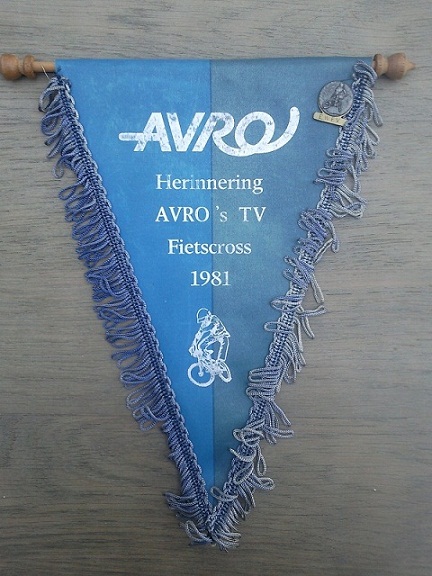 AVRO
Herinnering
AVRO's TV
Fietscross
1981